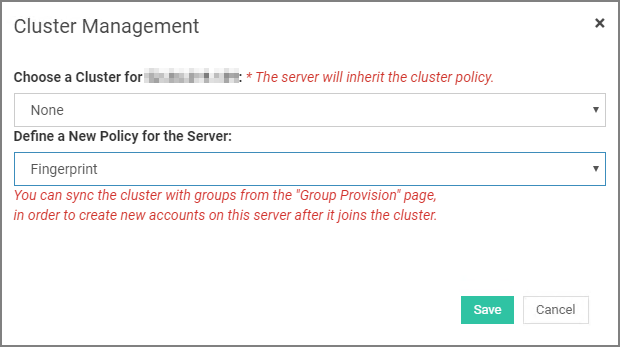 Cluster Management
×
Choose a Cluster for : * The server will inherit the cluster policy.
None
Define a New Policy for the Server:
Fingerprint
You can sync the cluster with groups from the "Group Provision" page,
in order to create new accounts on this server after it joins the cluster.
Save Cancel